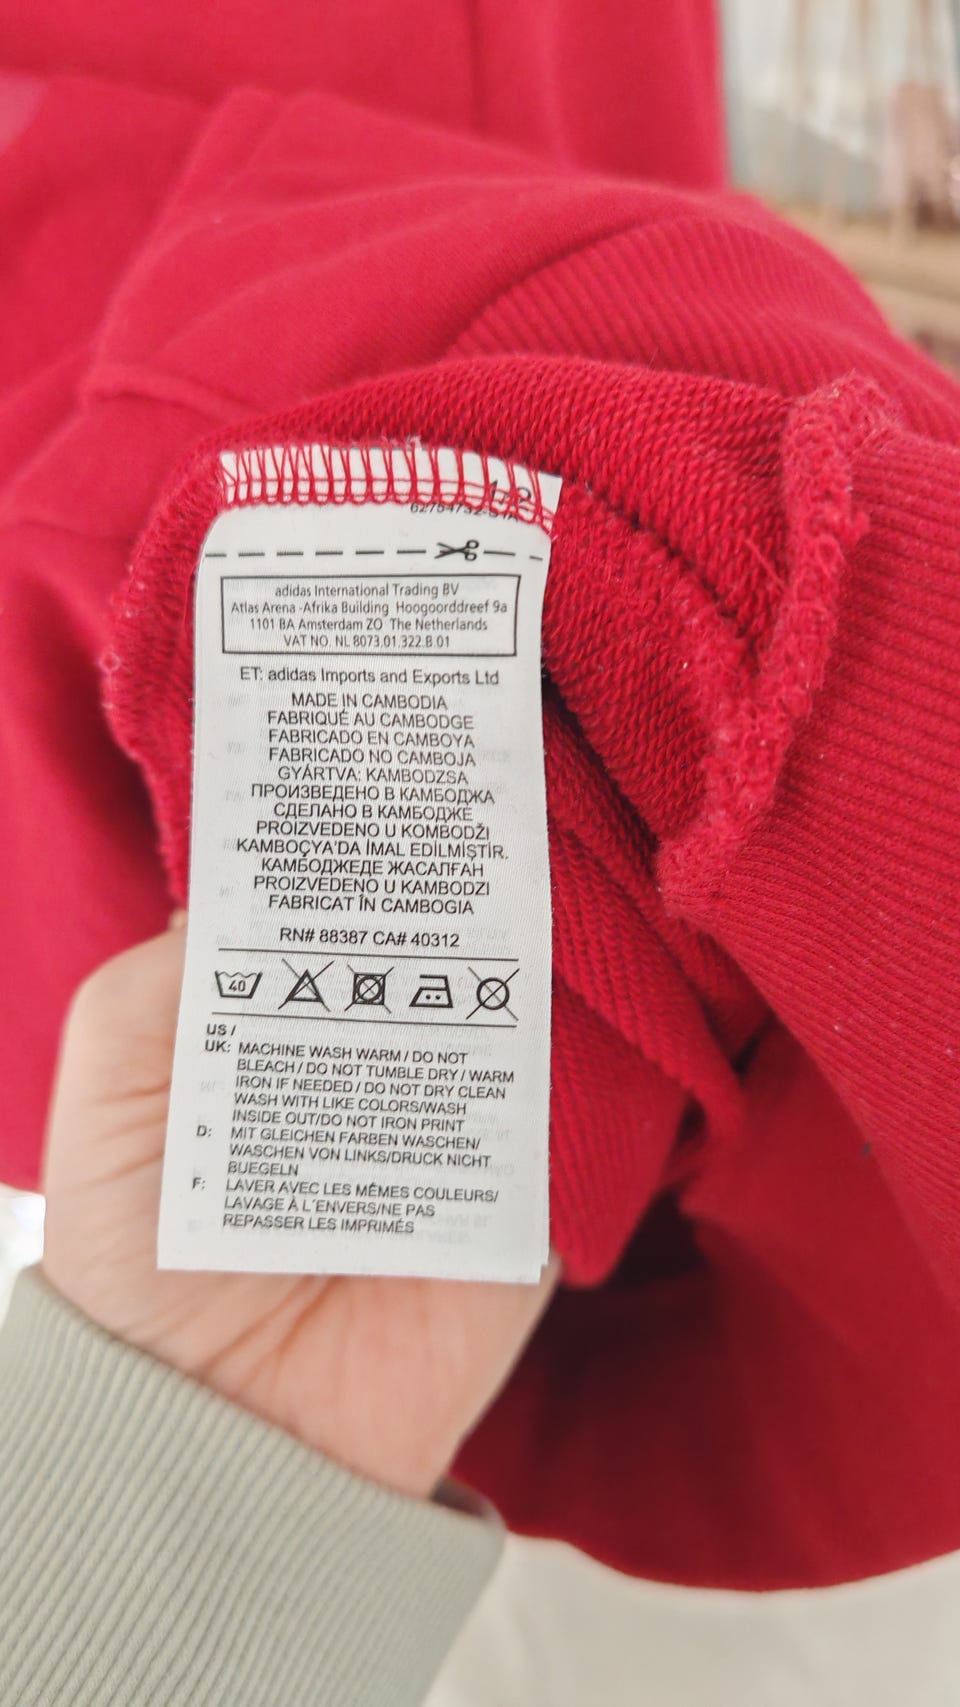 adidas International Trading BV
Atlas Arena -Afrika Building Hoogoorddreef 9a
1101 BA Amsterdam ZO The Netherlands
VAT NO. NL 8073.01.322.B.01
ET: adidas Imports and Exports Ltd
MADE IN CAMBODIA
FABRIQUÉ AU CAMBODGE
FABRICADO EN CAMBOYA
FABRICADO NO CAMBOJA
GYÁRTVA: KAMBODZSA
ПРОИЗВЕДЕНО В КАМБОДЖА
СДЕЛАНО В КАМБОДЖЕ
PROIZVEDENO U KOMBODŽI
KAMBOÇYA'DA İMAL EDİLMİŞTİR.
КАМБОДЖЕДЕ ЖАСАЛҒАН
PROIZVEDENO U KAMBODZI
FABRICAT ÎN CAMBOGIA
RN# 88387 CA# 40312
40
US /
UK: MACHINE WASH WARM / DO NOT
BLEACH / DO NOT TUMBLE DRY / WARM
IRON IF NEEDED / DO NOT DRY CLEAN
WASH WITH LIKE COLORS/WASH
INSIDE OUT/DO NOT IRON PRINT
D: MIT GLEICHEN FARBEN WASCHEN/
WASCHEN VON LINKS/DRUCK NICHT
BUEGELN
F: LAVER AVEC LES MÊMES COULEURS/
LAVAGE À L'ENVERS/NE PAS
REPASSER LES IMPRIMÉS